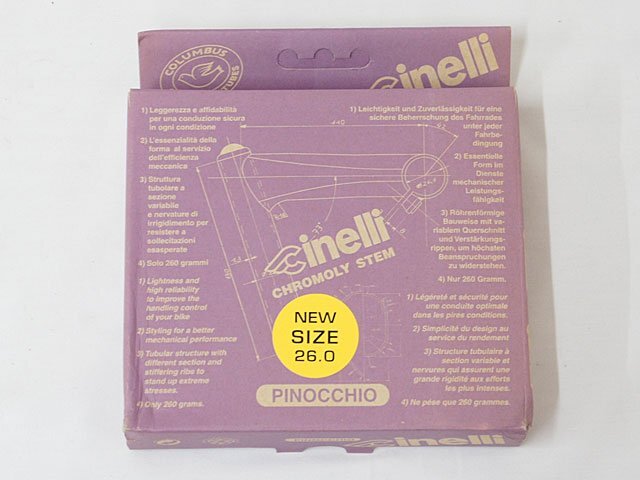 COLUMBUS
TUBES
Cinelli
1) Leggerezza e affidabilità
per una conduzione sicura
in ogni condizione
2) L'essenzialità della
forma al servizio
dell'efficienza
meccanica
3) Struttura
tubolare a
sezione
variabile
e nervature di
irrigidimento per
resistere a
sollecitazioni
esasperate
4) Solo 260 grammi
1) Lightness and
high reliability
to improve the
handling control
of your bike
2) Styling for a better
mechanical performance
3) Tubular structure with
different section and
stiffering ribe to
stand up extreme
stresses.
4) Only 260 grams.
1) Leichtigkeit und Zuverlässigkeit für eine
sichere Beherrschung des Fahrrades
unter jeder
Fahrbe-
dingung
2) Essentielle
Form im
Dienste
mechanischer
Leistungs-
fähigkeit
3) Röhrenförmige
Bauweise mit va-
riablem Querschnitt
und Verstärkungs-
rippen, um höchsten
Beanspruchungen
zu widerstehen.
4) Nur 260 Gramm.
1) Légéreté et sécurité pour
une conduite optimale
dans les pires conditions.
2) Simplicité du design au
service du rendement
3) Structure tubulaire à
section variable et
nervures qui assurent une
grande rigidité aux efforts
les plus intenses.
4) Ne pése que 260 grammes.
73°
Cinelli
CHROMOLY STEM
NEW
SIZE
26.0
PINOCCHIO
PINOCCHIO
Cinelli